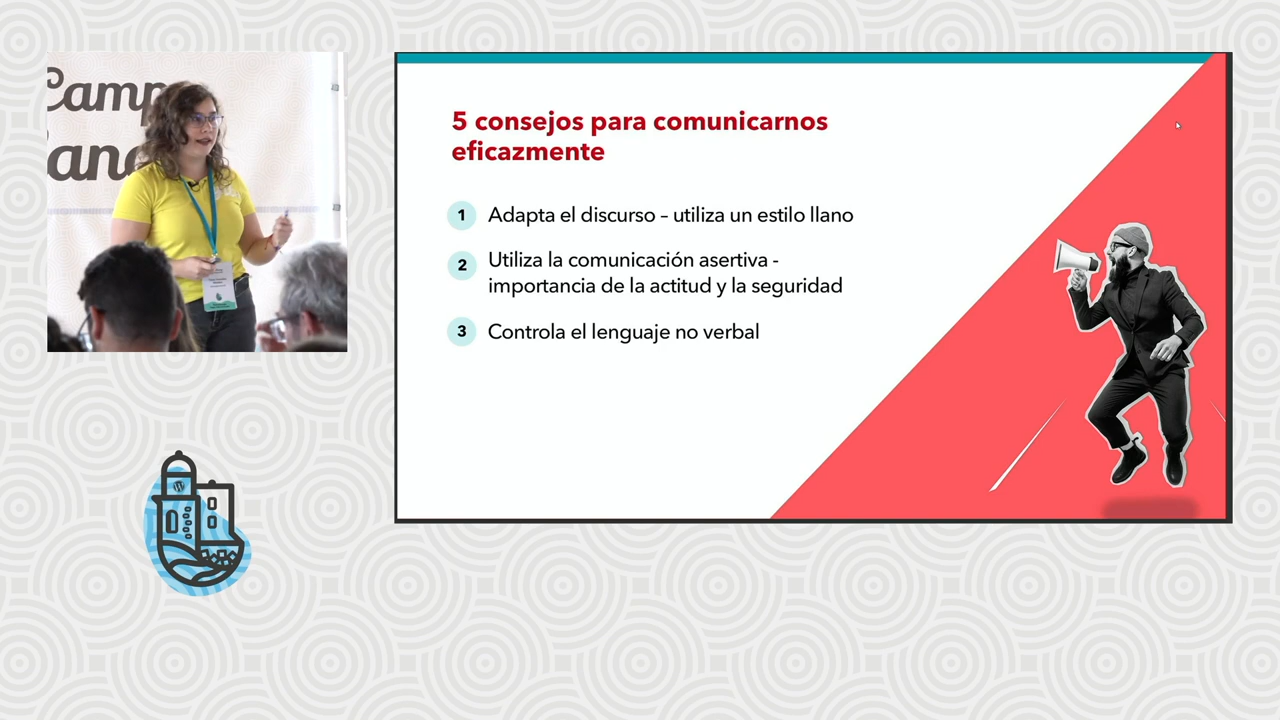 Camp
5 consejos para comunicarnos
eficazmente
1 Adapta el discurso – utiliza un estilo llano
2 Utiliza la comunicación asertiva -
importancia de la actitud y la seguridad
3 Controla el lenguaje no verbal